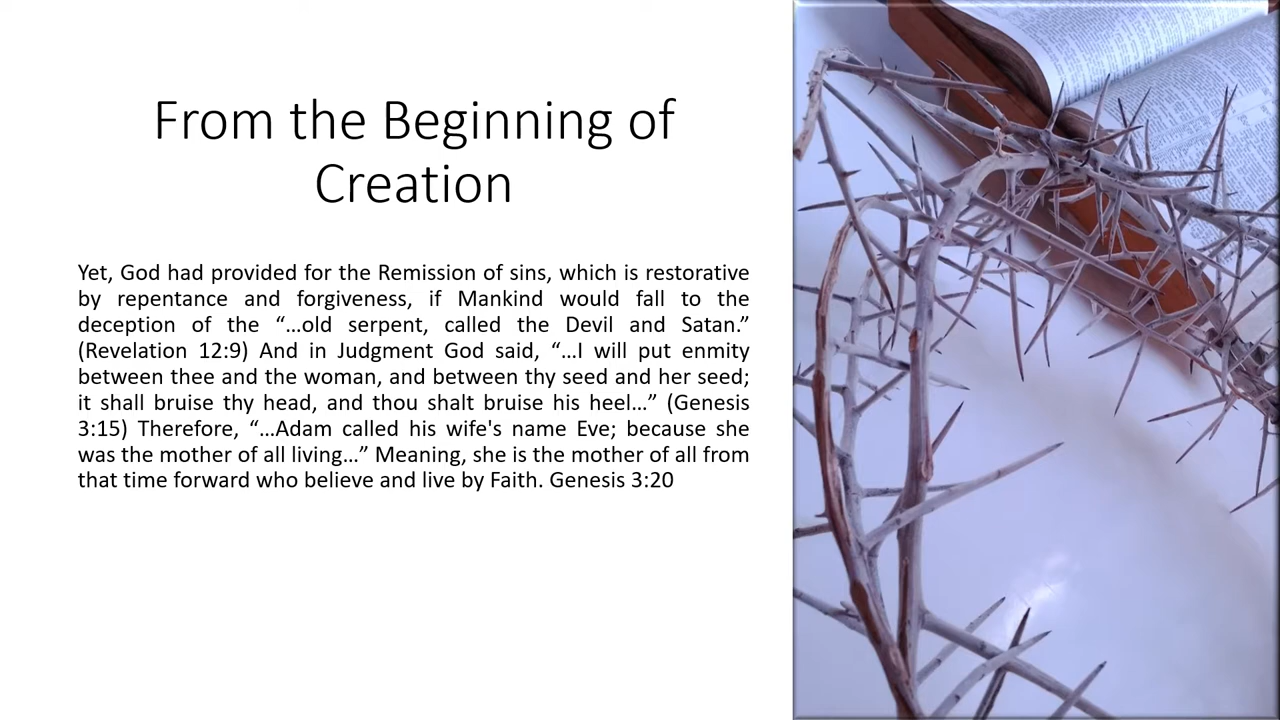 From the Beginning of
Creation
Yet, God had provided for the Remission of sins, which is restorative
by repentance and forgiveness, if Mankind would fall to the
deception of the “…old serpent, called the Devil and Satan.”
(Revelation 12:9) And in Judgment God said, “…I will put enmity
between thee and the woman, and between thy seed and her seed;
it shall bruise thy head, and thou shalt bruise his heel…” (Genesis
3:15) Therefore, “…Adam called his wife's name Eve; because she
was the mother of all living…” Meaning, she is the mother of all from
that time forward who believe and live by Faith. Genesis 3:20